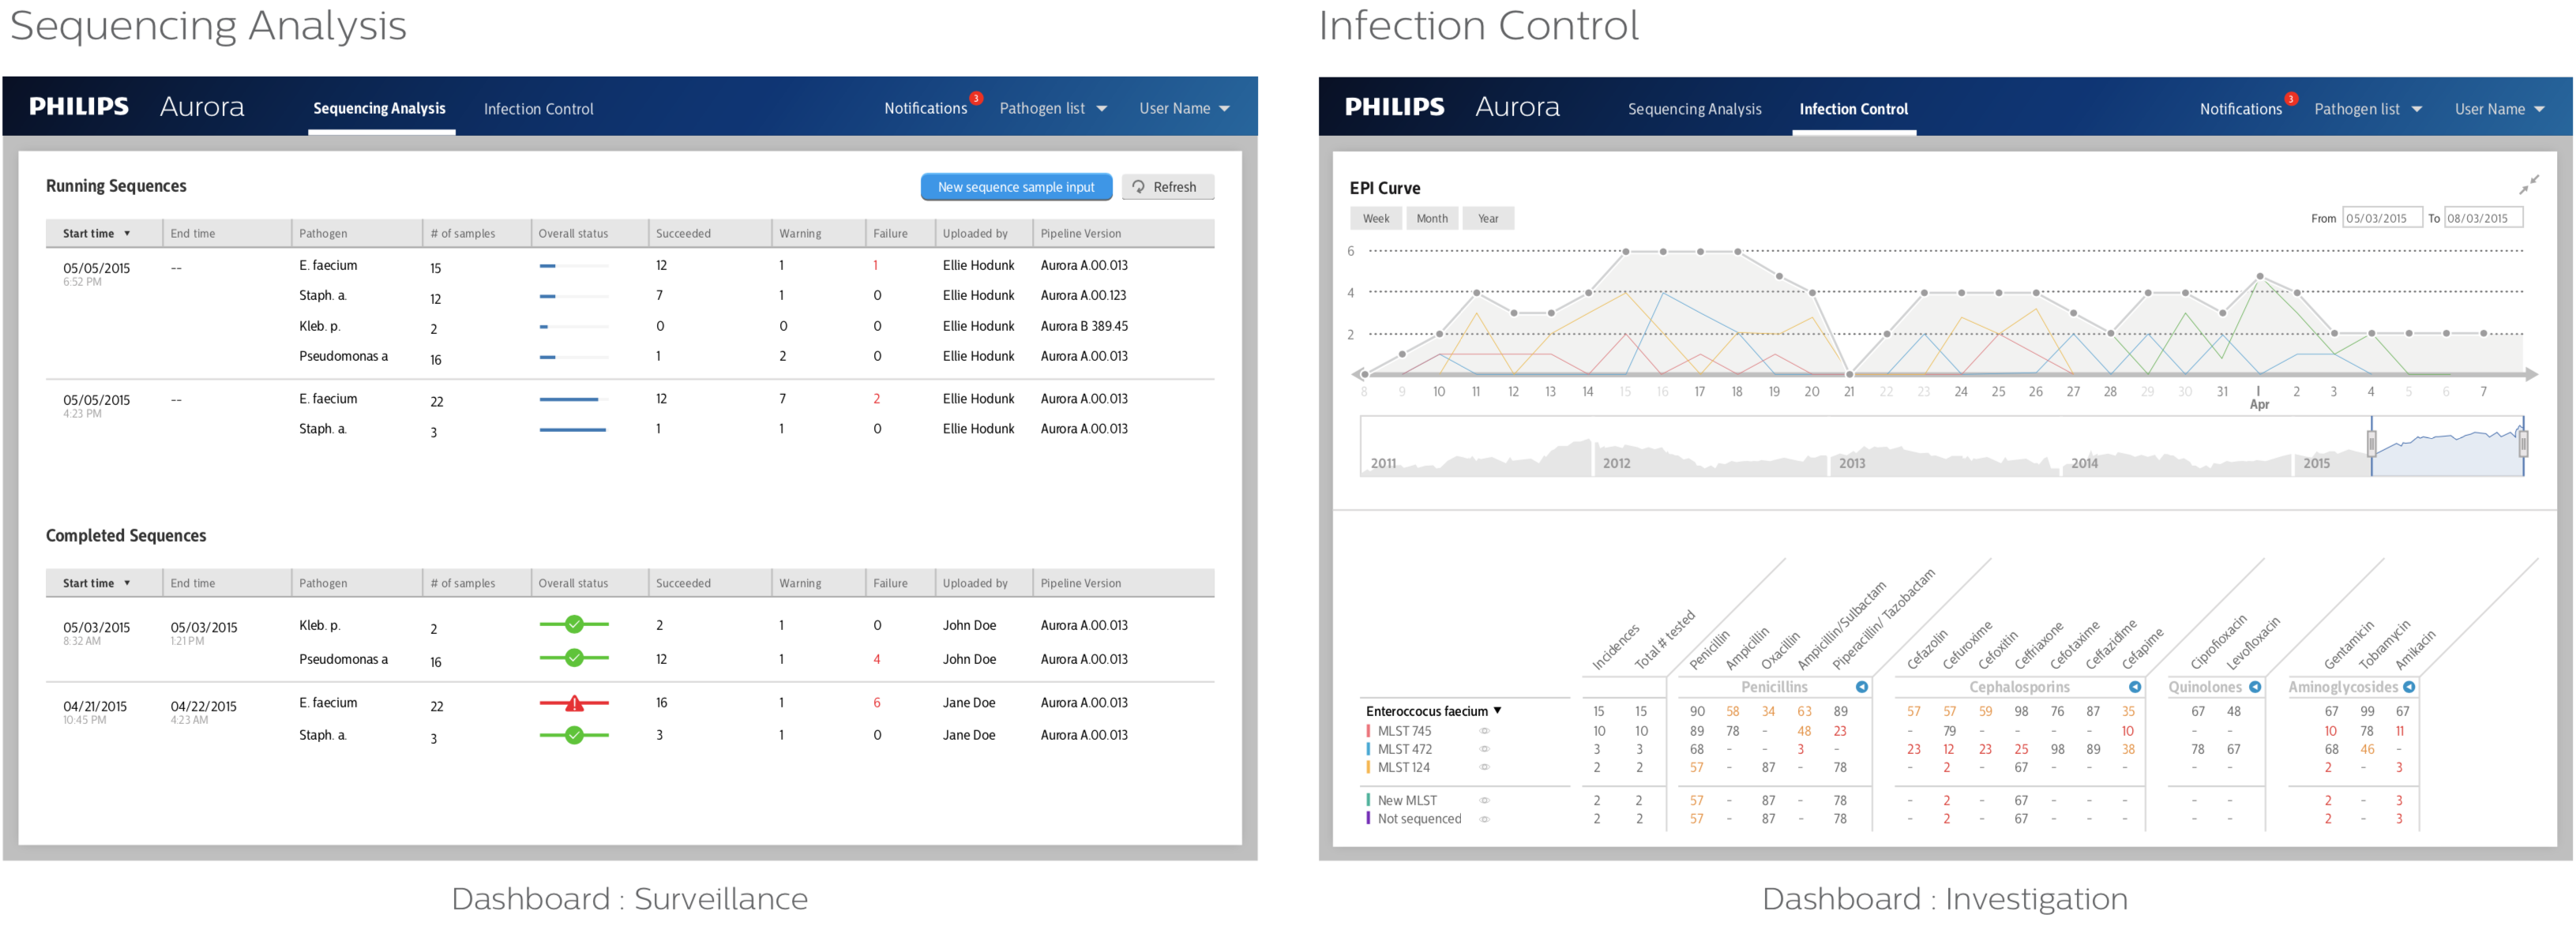 Sequencing Analysis
PHILIPS Aurora Sequencing Analysis Infection Control Notifications 3 Pathogen list User Name
Running Sequences New sequence sample input Refresh
Start time End time Pathogen # of samples Overall status Succeeded Warning Failure Uploaded by Pipeline Version
05/05/2015 -- E. faecium 15 12 1 1 Ellie Hodunk Aurora A.00.013
6:52 PM
Staph. a. 12 7 1 0 Ellie Hodunk Aurora A.00.123
Kleb. p. 2 0 0 0 Ellie Hodunk Aurora B 389.45
Pseudomonas a 16 1 2 0 Ellie Hodunk Aurora A.00.013
05/05/2015 -- E. faecium 22 12 7 2 Ellie Hodunk Aurora A.00.013
4:23 PM
Staph. a. 3 1 1 0 Ellie Hodunk Aurora A.00.013
Completed Sequences
Start time End time Pathogen # of samples Overall status Succeeded Warning Failure Uploaded by Pipeline Version
05/03/2015 05/03/2015 Kleb. p. 2 2 1 0 John Doe Aurora A.00.013
8:32 AM 1:21 PM
Pseudomonas a 16 12 1 4 John Doe Aurora A.00.013
04/21/2015 04/22/2015 E. faecium 22 16 1 6 Jane Doe Aurora A.00.013
10:45 PM 4:23 AM
Staph. a. 3 3 1 0 Jane Doe Aurora A.00.013
Dashboard : Surveillance
Infection Control
PHILIPS Aurora Sequencing Analysis Infection Control Notifications 3 Pathogen list User Name
EPI Curve
Week Month Year From 05/03/2015 To 08/03/2015
6
4
2
8 9 10 11 12 13 14 15 16 17 18 19 20 21 22 23 24 25 26 27 28 29 30 31 1 2 3 4 5 6 7
Apr
2011 2012 2013 2014 2015
Incidences Total # tested Penicillin Ampicillin Oxacillin Ampicillin/Sulbactam Piperacillin/ Tazobactam Cefazolin Cefuroxime Cefoxitin Ceffriaxone Cefotaxime Ceffazidime Cefapime Ciprofioxacin Levofloxacin Gentamicin Tobramycin Amikacin
Penicillins Cephalosporins Quinolones Aminoglycosides
Enteroccocus faecium 15 15 90 58 34 63 89 57 57 59 98 76 87 35 67 48 67 99 67
MLST 745 10 10 89 78 - 48 23 - 79 - - - - 10 - - 10 78 11
MLST 472 3 3 68 - - 3 - 23 12 23 25 98 89 38 78 67 68 46 -
MLST 124 2 2 57 - 87 - 78 - 2 - 67 - - - - - 2 - 3
New MLST 2 2 57 - 87 - 78 - 2 - 67 - - - - - 2 - 3
Not sequenced 2 2 57 - 87 - 78 - 2 - 67 - - - - - 2 - 3
Dashboard : Investigation